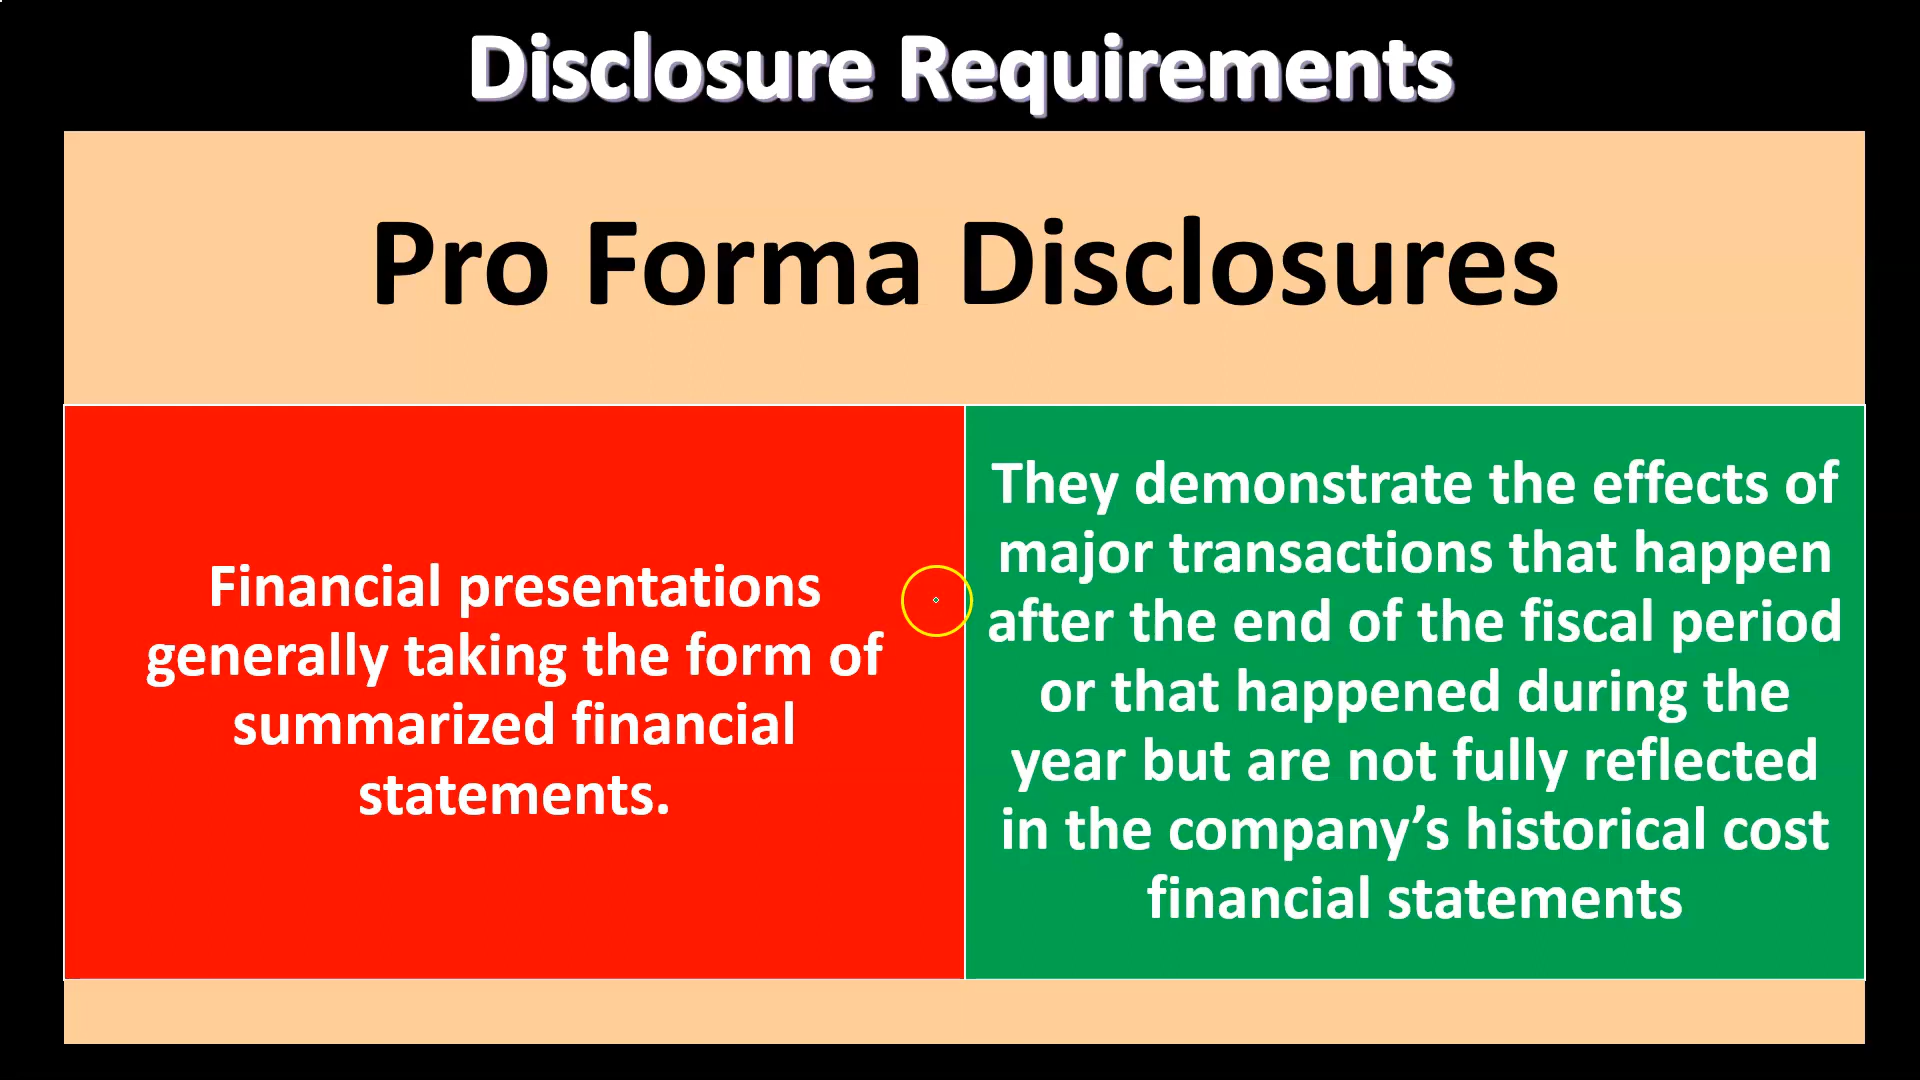 Disclosure Requirements
Pro Forma Disclosures
Financial presentations
generally taking the form of
summarized financial
statements.
They demonstrate the effects of
major transactions that happen
after the end of the fiscal period
or that happened during the
year but are not fully reflected
in the company’s historical cost
financial statements